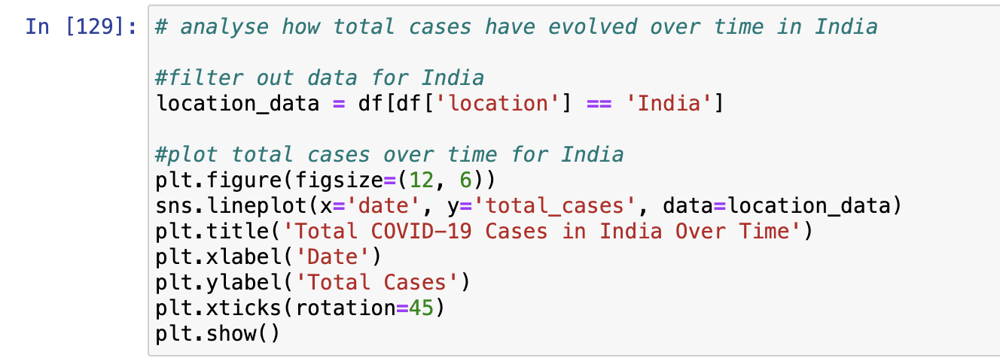 In [129]: # analyse how total cases have evolved over time in India
#filter out data for India
location_data = df[df['location'] == 'India']
#plot total cases over time for India
plt.figure(figsize=(12, 6))
sns.lineplot(x='date', y='total_cases', data=location_data)
plt.title('Total COVID-19 Cases in India Over Time')
plt.xlabel('Date')
plt.ylabel('Total Cases')
plt.xticks(rotation=45)
plt.show()